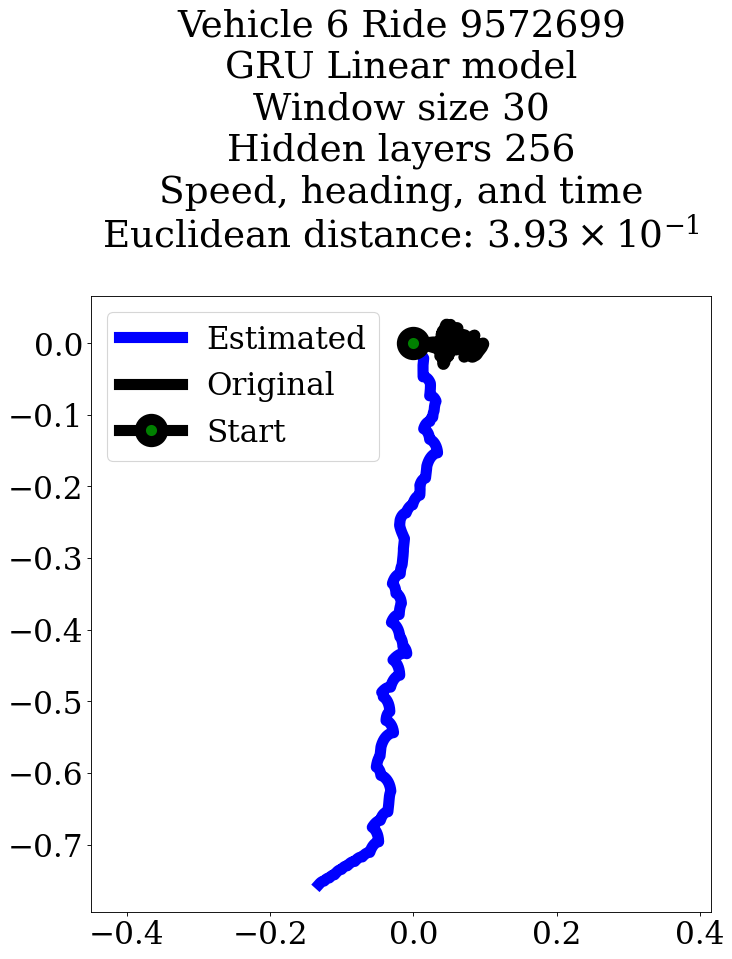 Vehicle 6 Ride 9572699
GRU Linear model
Window size 30
Hidden layers 256
Speed, heading, and time
Euclidean distance: 3.93 × 10⁻¹
Estimated
Original
Start
0.0
−0.1
−0.2
−0.3
−0.4
−0.5
−0.6
−0.7
−0.4 −0.2 0.0 0.2 0.4